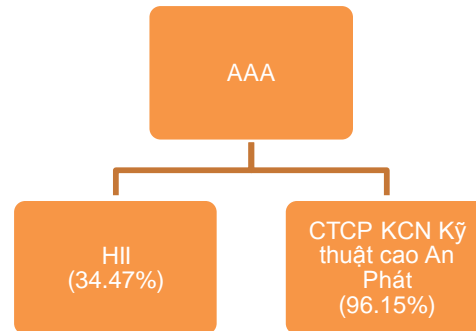 AAA
HII
(34.47%)
CTCP KCN Kỹ
thuật cao An
Phát
(96.15%)